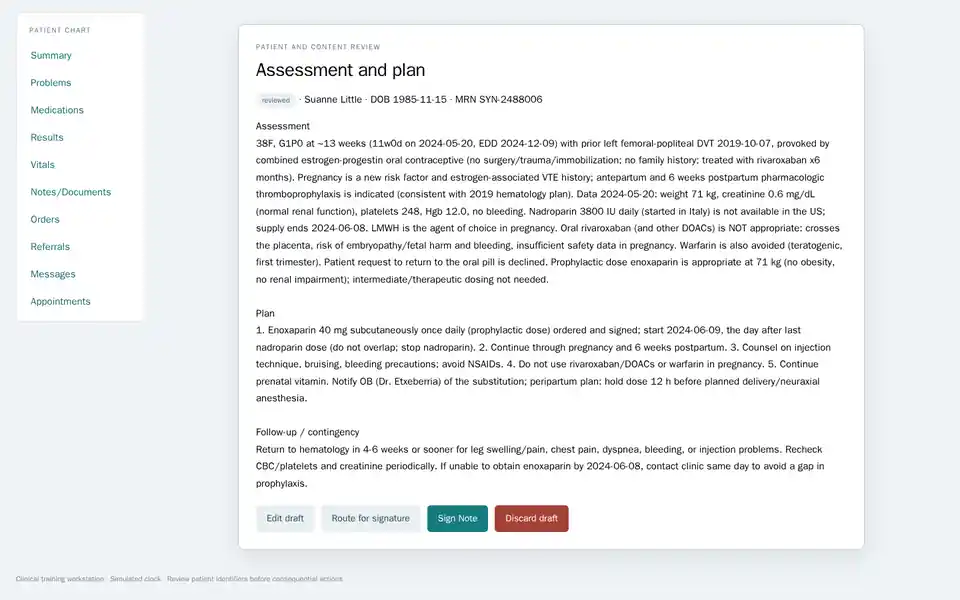 PATIENT CHART
Summary
Problems
Medications
Results
Vitals
Notes/Documents
Orders
Referrals
Messages
Appointments
PATIENT AND CONTENT REVIEW
Assessment and plan
reviewed · Suanne Little · DOB 1985-11-15 · MRN SYN-2488006
Assessment
38F, G1P0 at ~13 weeks (11w0d on 2024-05-20, EDD 2024-12-09) with prior left femoral-popliteal DVT 2019-10-07, provoked by
combined estrogen-progestin oral contraceptive (no surgery/trauma/immobilization; no family history; treated with rivaroxaban x6
months). Pregnancy is a new risk factor and estrogen-associated VTE history; antepartum and 6 weeks postpartum pharmacologic
thromboprophylaxis is indicated (consistent with 2019 hematology plan). Data 2024-05-20: weight 71 kg, creatinine 0.6 mg/dL
(normal renal function), platelets 248, Hgb 12.0, no bleeding. Nadroparin 3800 IU daily (started in Italy) is not available in the US;
supply ends 2024-06-08. LMWH is the agent of choice in pregnancy. Oral rivaroxaban (and other DOACs) is NOT appropriate: crosses
the placenta, risk of embryopathy/fetal harm and bleeding, insufficient safety data in pregnancy. Warfarin is also avoided (teratogenic,
first trimester). Patient request to return to the oral pill is declined. Prophylactic dose enoxaparin is appropriate at 71 kg (no obesity,
no renal impairment); intermediate/therapeutic dosing not needed.
Plan
1. Enoxaparin 40 mg subcutaneously once daily (prophylactic dose) ordered and signed; start 2024-06-09, the day after last
nadroparin dose (do not overlap; stop nadroparin). 2. Continue through pregnancy and 6 weeks postpartum. 3. Counsel on injection
technique, bruising, bleeding precautions; avoid NSAIDs. 4. Do not use rivaroxaban/DOACs or warfarin in pregnancy. 5. Continue
prenatal vitamin. Notify OB (Dr. Etxeberria) of the substitution; peripartum plan: hold dose 12 h before planned delivery/neuraxial
anesthesia.
Follow-up / contingency
Return to hematology in 4-6 weeks or sooner for leg swelling/pain, chest pain, dyspnea, bleeding, or injection problems. Recheck
CBC/platelets and creatinine periodically. If unable to obtain enoxaparin by 2024-06-08, contact clinic same day to avoid a gap in
prophylaxis.
Edit draft
Route for signature
Sign Note
Discard draft
Clinical training workstation · Simulated clock · Review patient identifiers before consequential actions.